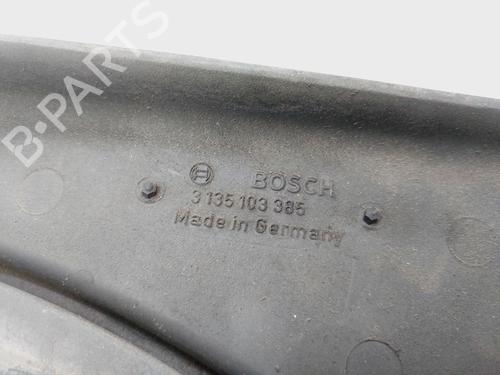 B-PARTS
BOSCH
3 135 103 385
Made in Germany